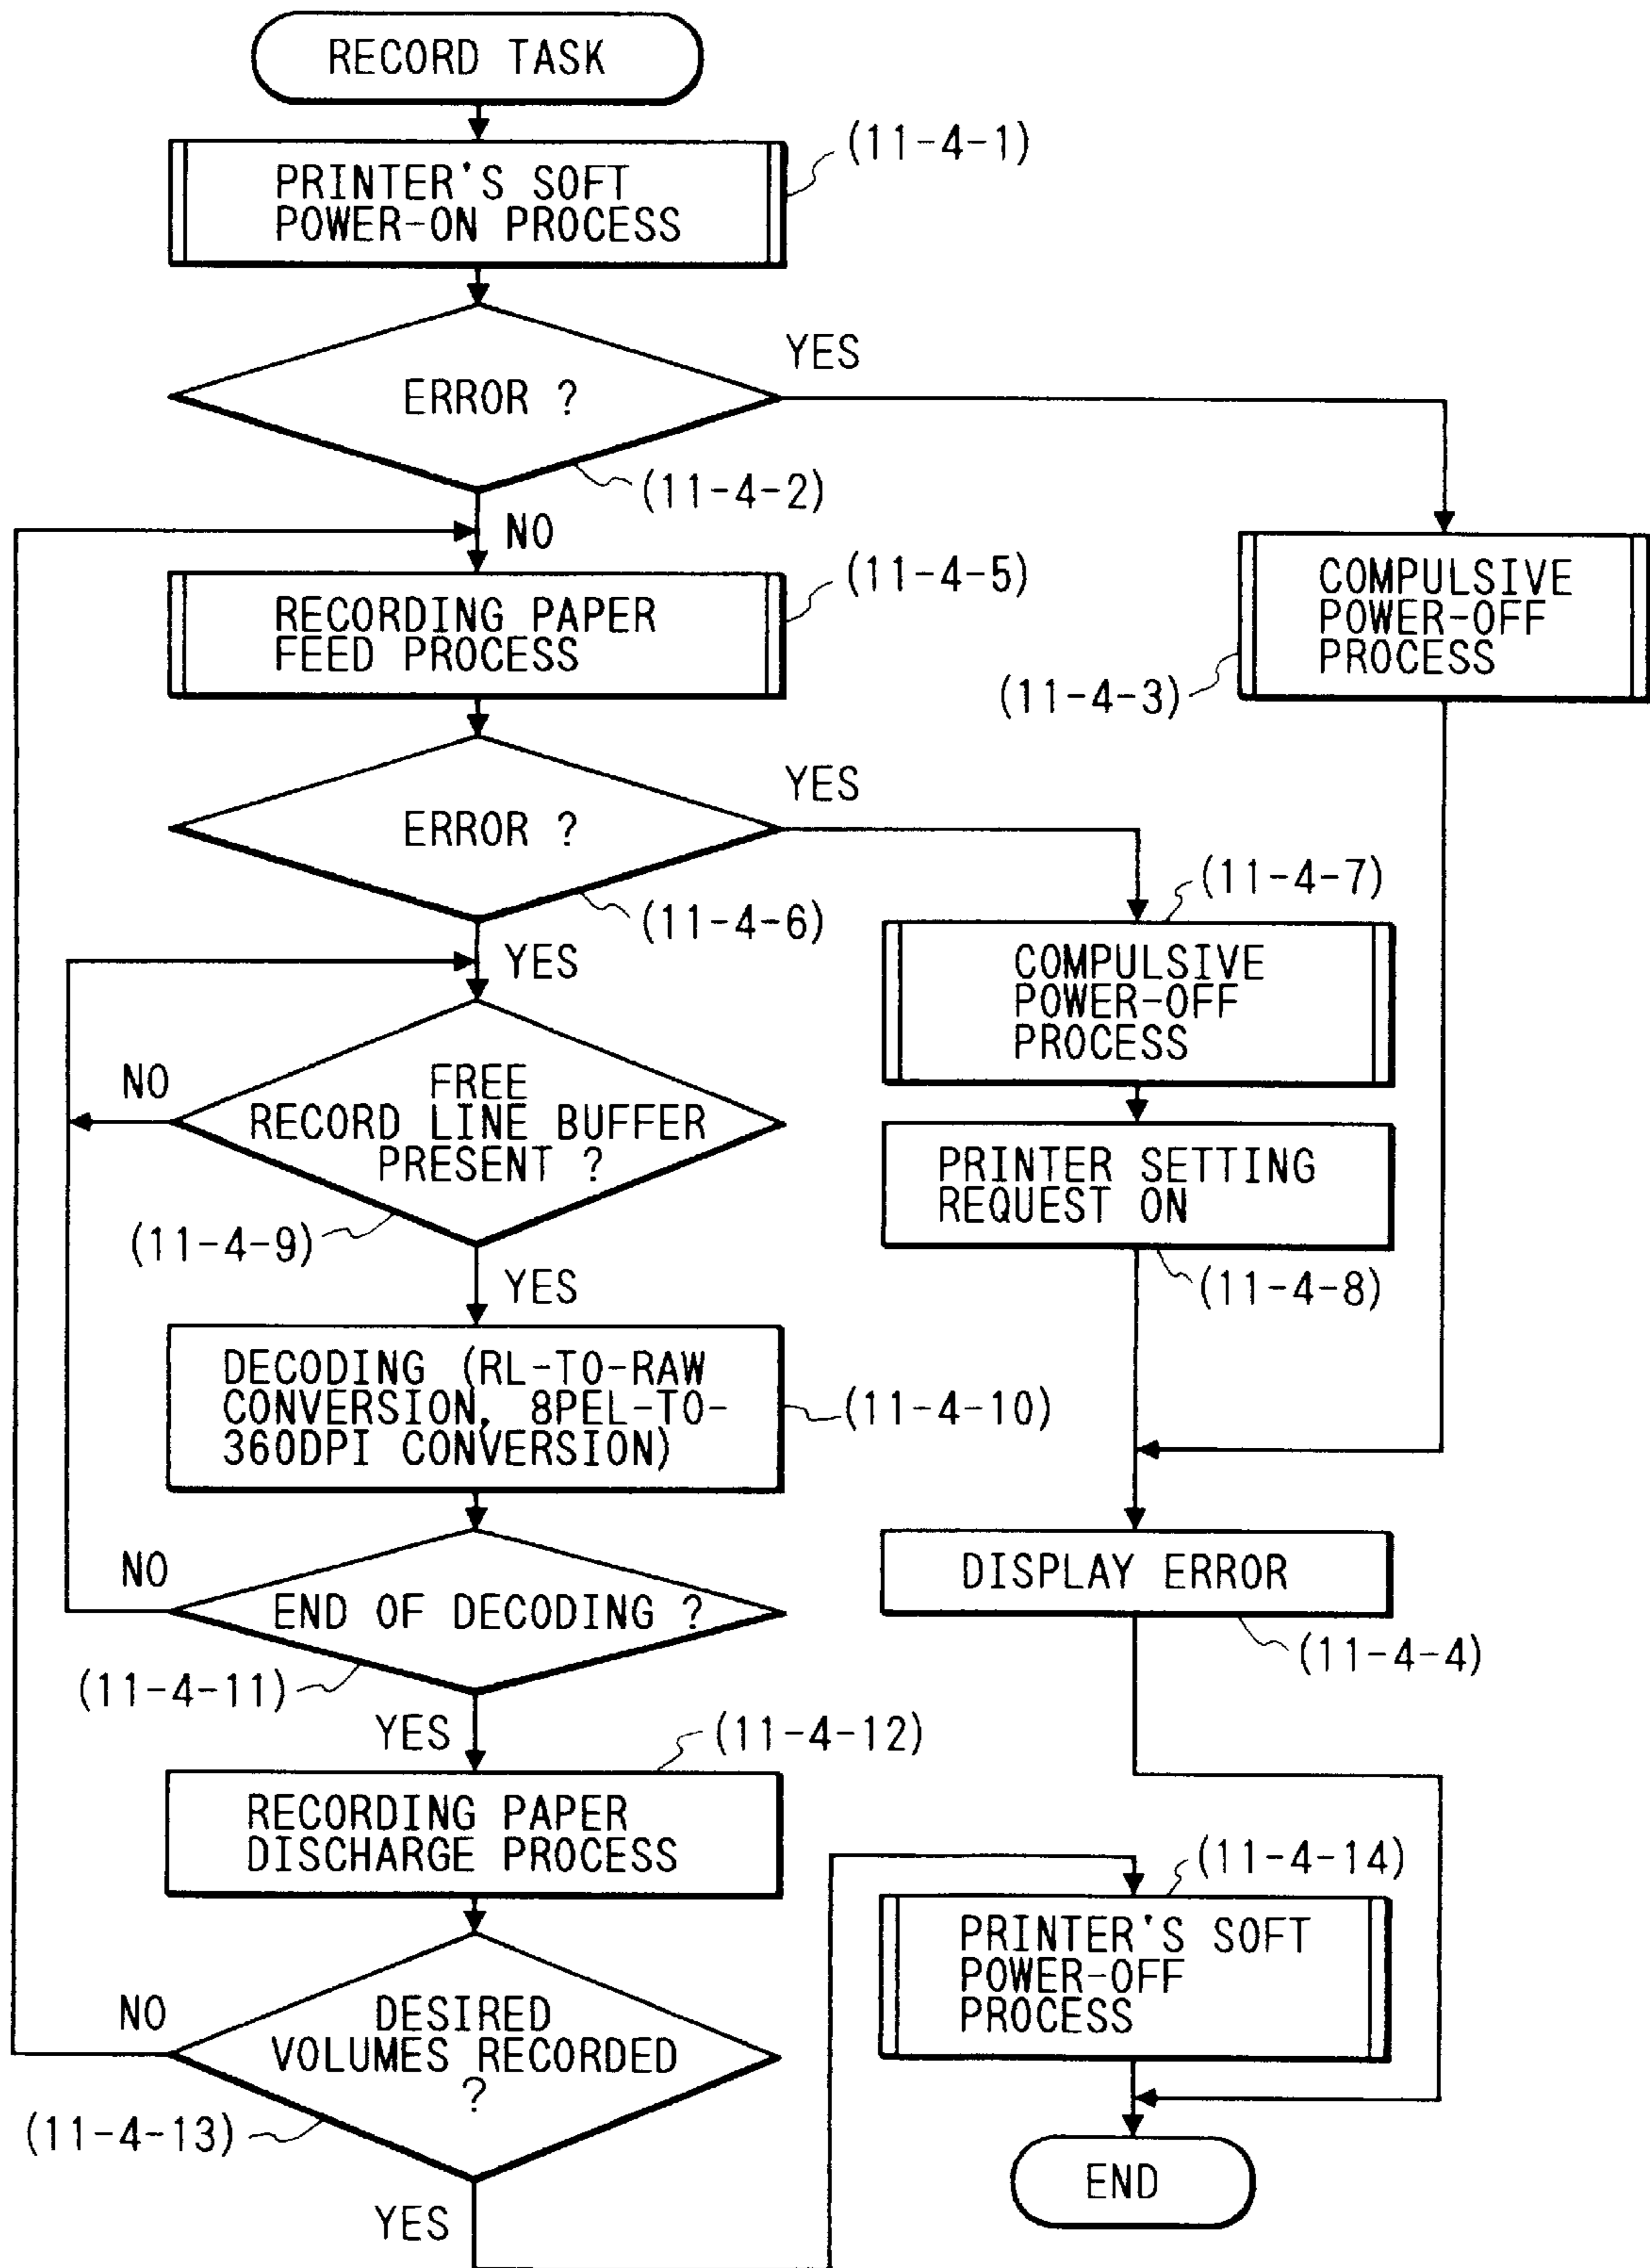 RECORD TASK
(11-4-1)
PRINTER'S SOFT
POWER-ON PROCESS
YES
ERROR ?
(11-4-2)
NO
(11-4-5)
RECORDING PAPER
FEED PROCESS
COMPULSIVE
POWER-OFF
PROCESS
(11-4-3)
YES
ERROR ?
(11-4-6)
(11-4-7)
YES
COMPULSIVE
POWER-OFF
PROCESS
NO
FREE
RECORD LINE BUFFER
PRESENT ?
(11-4-9)
PRINTER SETTING
REQUEST ON
(11-4-8)
YES
DECODING (RL-TO-RAW
CONVERSION, 8PEL-TO-
360DPI CONVERSION)
(11-4-10)
NO
END OF DECODING ?
(11-4-11)
DISPLAY ERROR
(11-4-4)
YES
(11-4-12)
RECORDING PAPER
DISCHARGE PROCESS
(11-4-14)
PRINTER'S SOFT
POWER-OFF
PROCESS
NO
DESIRED
VOLUMES RECORDED
?
(11-4-13)
YES
END